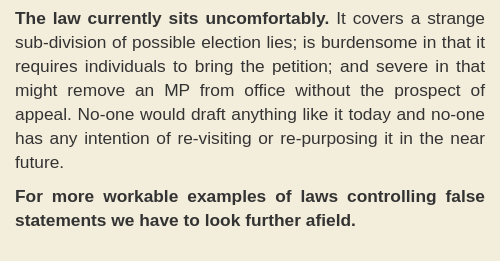 The law currently sits uncomfortably. It covers a strange
sub-division of possible election lies; is burdensome in that it
requires individuals to bring the petition; and severe in that
might remove an MP from office without the prospect of
appeal. No-one would draft anything like it today and no-one
has any intention of re-visiting or re-purposing it in the near
future.
For more workable examples of laws controlling false
statements we have to look further afield.